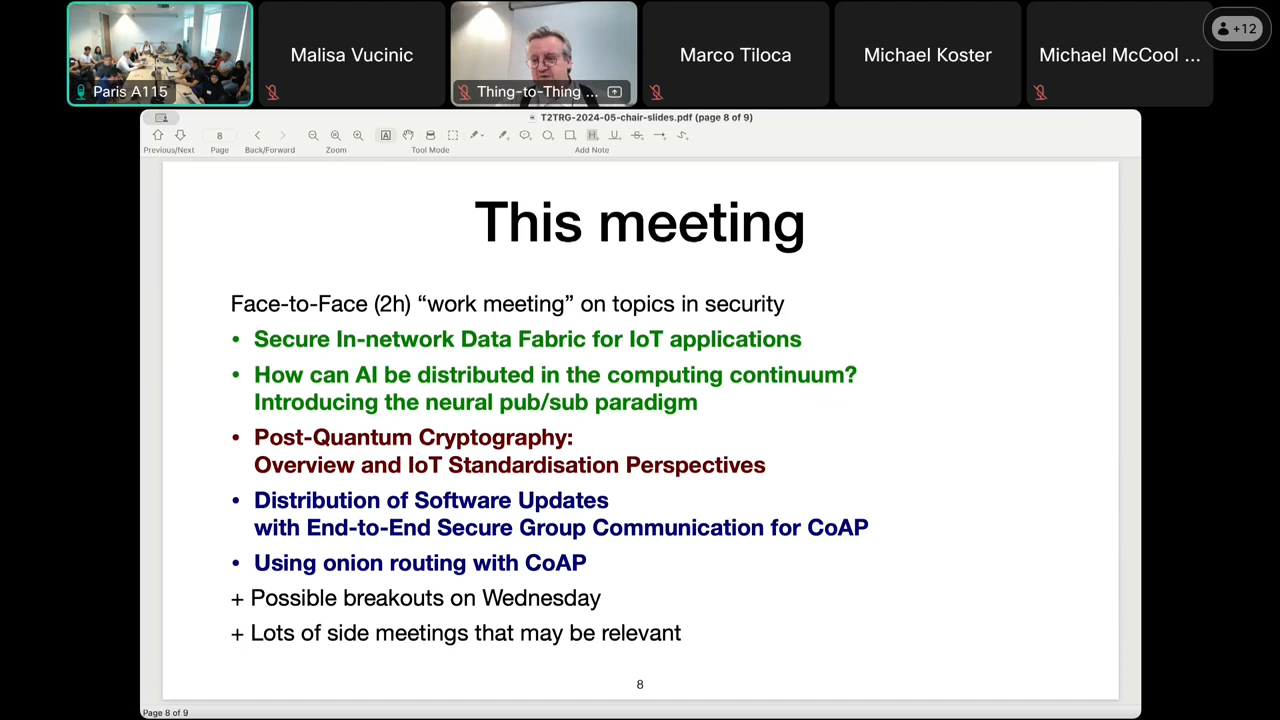 Paris A115
Malisa Vucinic
Thing-to-Thing ...
Marco Tiloca
Michael Koster
Michael McCool ...
+12
T2TRG-2024-05-chair-slides.pdf (page 8 of 9)
8
Previous/Next
Page
Back/Forward
Zoom
Tool Mode
Add Note
This meeting
Face-to-Face (2h) “work meeting” on topics in security
• Secure In-network Data Fabric for IoT applications
• How can AI be distributed in the computing continuum?
Introducing the neural pub/sub paradigm
• Post-Quantum Cryptography:
Overview and IoT Standardisation Perspectives
• Distribution of Software Updates
with End-to-End Secure Group Communication for CoAP
• Using onion routing with CoAP
+ Possible breakouts on Wednesday
+ Lots of side meetings that may be relevant
8
Page 8 of 9